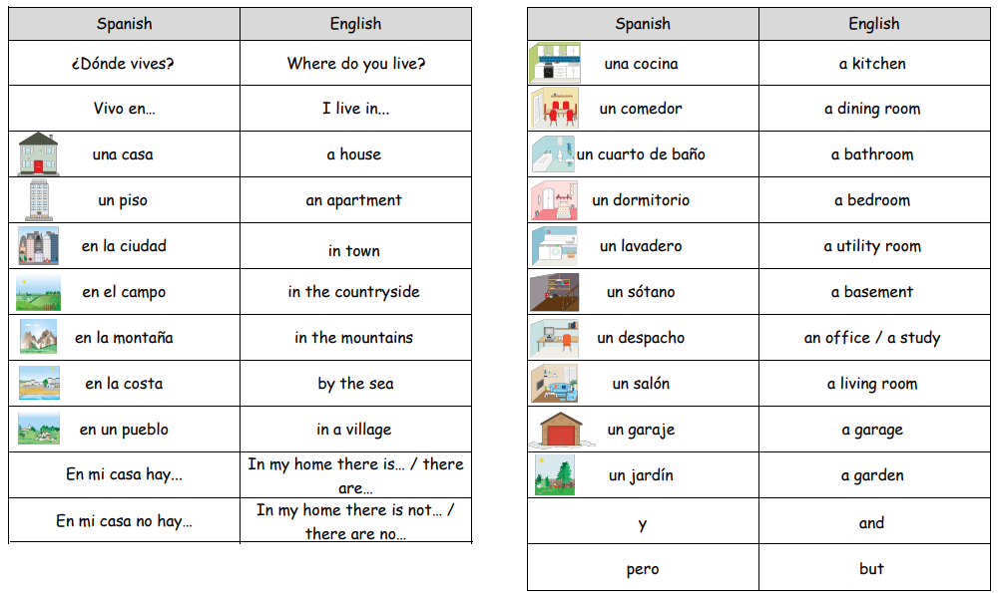 Spanish English
¿Dónde vives? Where do you live?
Vivo en... I live in...
una casa a house
un piso an apartment
en la ciudad in town
en el campo in the countryside
en la montaña in the mountains
en la costa by the sea
en un pueblo in a village
En mi casa hay... In my home there is... / there
are...
En mi casa no hay... In my home there is not... /
there are no...
Spanish English
una cocina a kitchen
un comedor a dining room
un cuarto de baño a bathroom
un dormitorio a bedroom
un lavadero a utility room
un sótano a basement
un despacho an office / a study
un salón a living room
un garaje a garage
un jardín a garden
y and
pero but